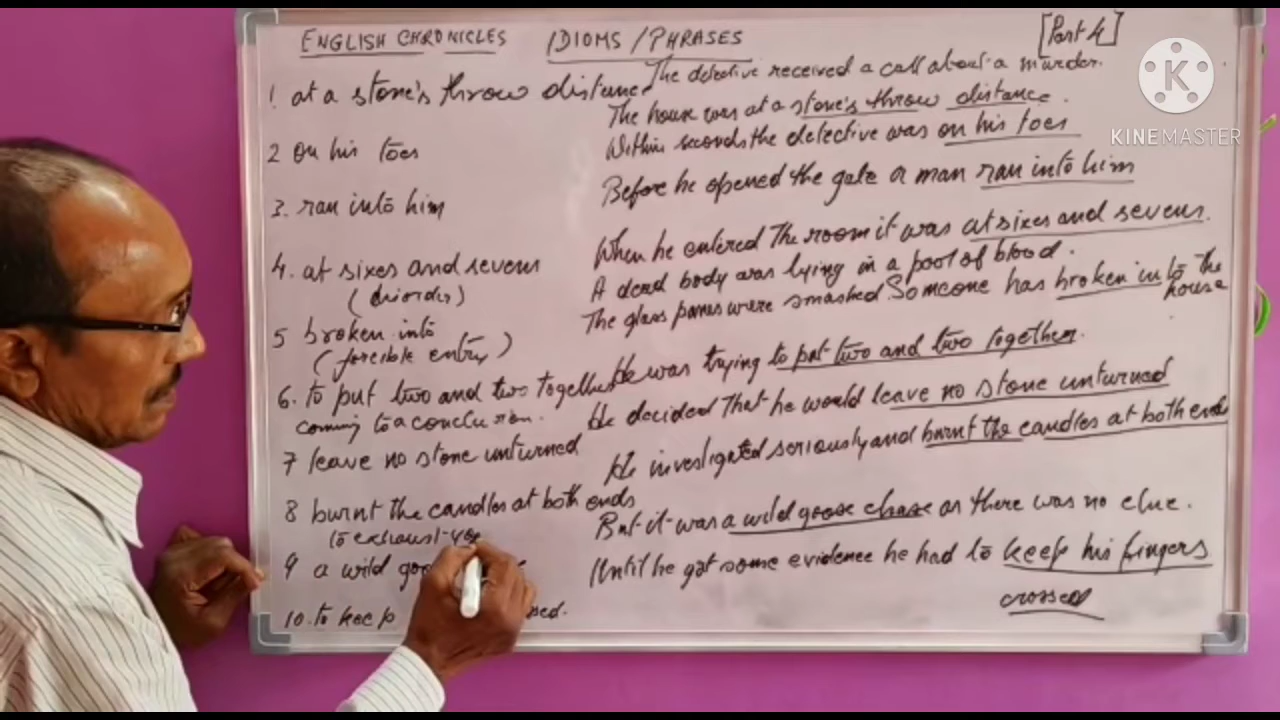 ENGLISH CHRONICLES IDIOMS / PHRASES [Part 4]
K
KINEMASTER
1. at a stone's throw distance
2 on his toes
3. ran into him
4. at sixes and sevens
(disorder)
5 broken into
(forcible entry)
6. to put two and two together
coming to a conclusion.
7 leave no stone unturned
8 burnt the candles at both ends
to exhaust
9 a wild
10. to keep
The detective received a call about a murder.
The house was at a stone's throw distance.
Within seconds the detective was on his toes
Before he opened the gate a man ran into him
When he entered The room it was at sixes and sevens.
A dead body was lying in a pool of blood.
The glass panes were smashed Someone has broken into the
house
He was trying to put two and two together.
He decided That he would leave no stone unturned
He investigated seriously and burnt the candles at both ends
But it was a wild goose chase as there was no clue.
Until he got some evidence he had to keep his fingers
crossed